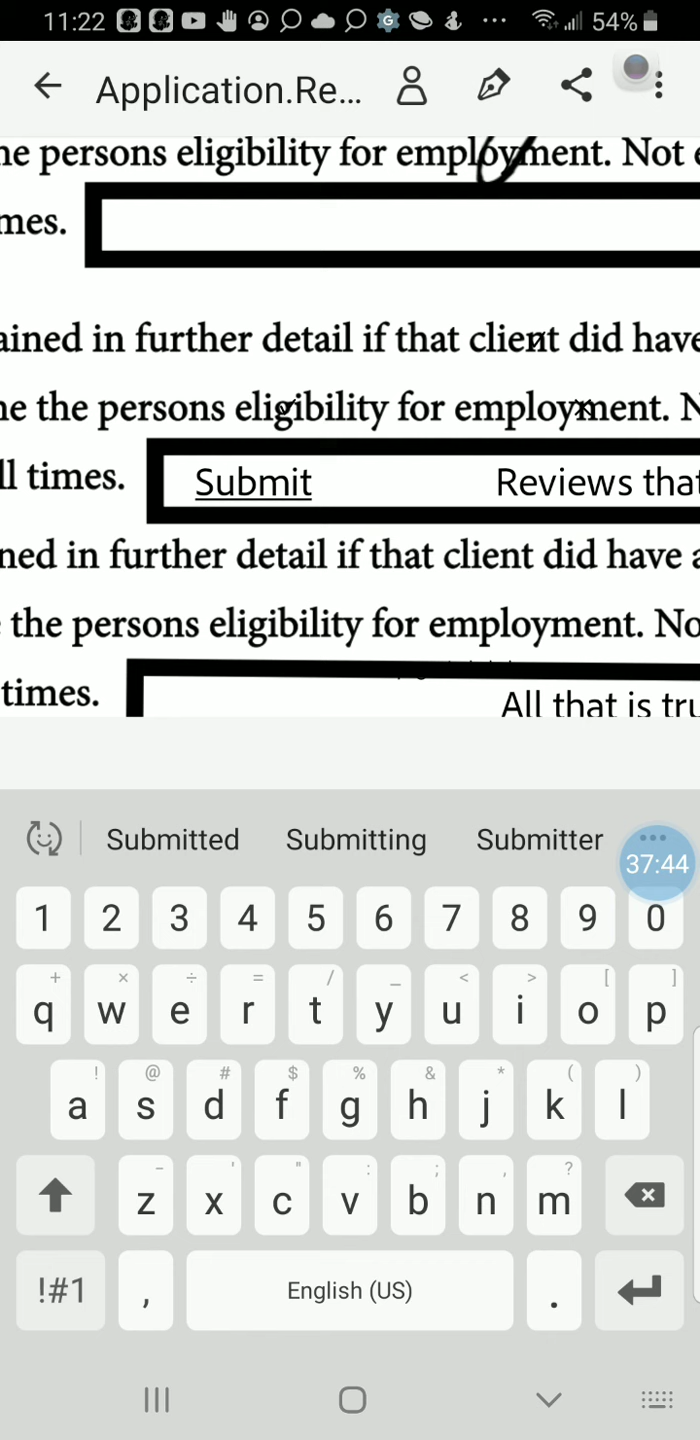 11:22 54%
Application.Re...
he persons eligibility for employment. Not e
mes.
ained in further detail if that client did have
ne the persons eligibility for employment. N
ll times. Submit Reviews that
ned in further detail if that client did have a
the persons eligibility for employment. No
times. All that is tru
Submitted Submitting Submitter
37:44
1 2 3 4 5 6 7 8 9 0
+ × ÷ = / _ < > [ ]
q w e r t y u i o p
! @ # $ % & * ( )
a s d f g h j k l
- ' " : ; , ?
z x c v b n m
!#1 , English (US) .